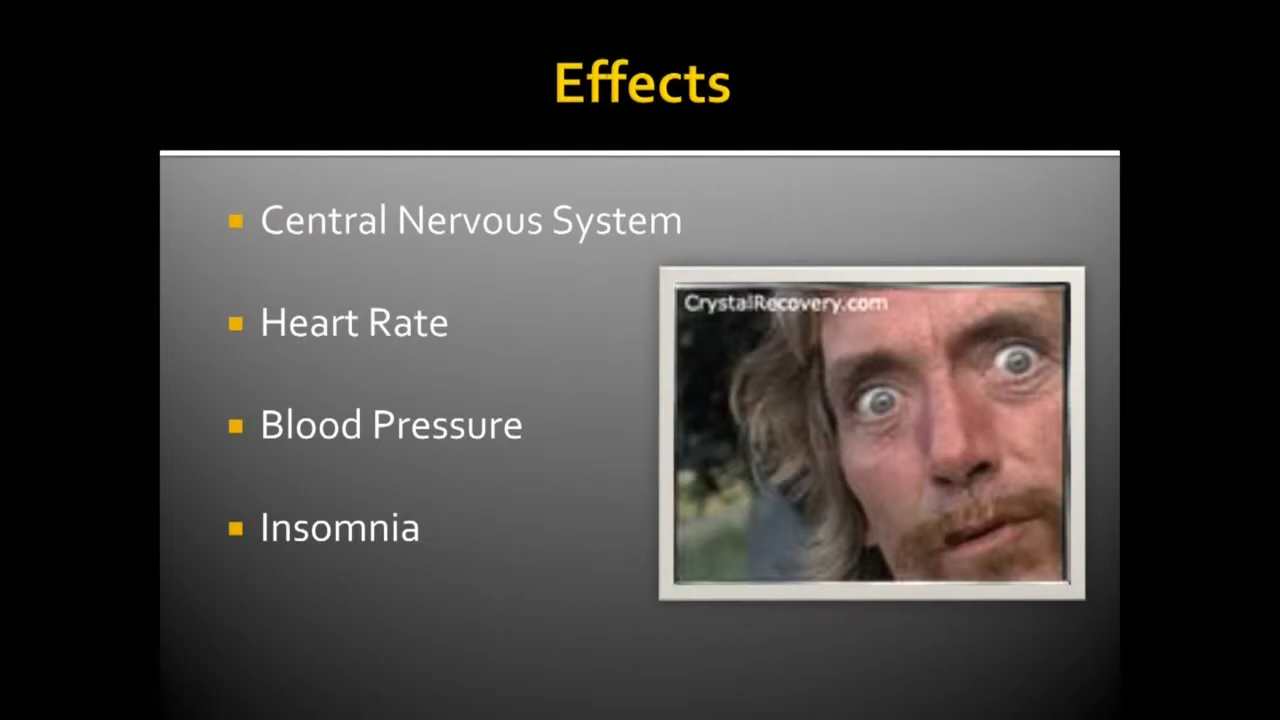 Effects
Central Nervous System
Heart Rate
Blood Pressure
Insomnia
CrystalRecovery.com